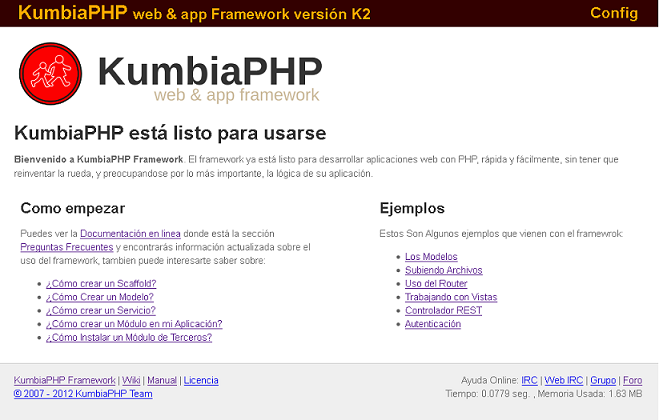 KumbiaPHP web & app Framework versión K2
Config
KumbiaPHP
web & app framework
KumbiaPHP está listo para usarse
Bienvenido a KumbiaPHP Framework. El framework ya está listo para desarrollar aplicaciones web con PHP, rápida y fácilmente, sin tener que
reinventar la rueda, y preocupandose por lo más importante, la lógica de su aplicación.
Como empezar
Puedes ver la Documentación en linea donde está la sección
Preguntas Frecuentes y encontrarás información actualizada sobre el
uso del framework, tambien puede interesarte saber sobre:
¿Cómo crear un Scaffold?
¿Cómo Crear un Modelo?
¿Cómo crear un Servicio?
¿Cómo crear un Módulo en mi Aplicación?
¿Cómo Instalar un Módulo de Terceros?
Ejemplos
Estos Son Algunos ejemplos que vienen con el framewrok:
Los Modelos
Subiendo Archivos
Uso del Router
Trabajando con Vistas
Controlador REST
Autenticación
KumbiaPHP Framework | Wiki | Manual | Licencia
© 2007 - 2012 KumbiaPHP Team
Ayuda Online: IRC | Web IRC | Grupo | Foro
Tiempo: 0.0779 seg. , Memoria Usada: 1.63 MB